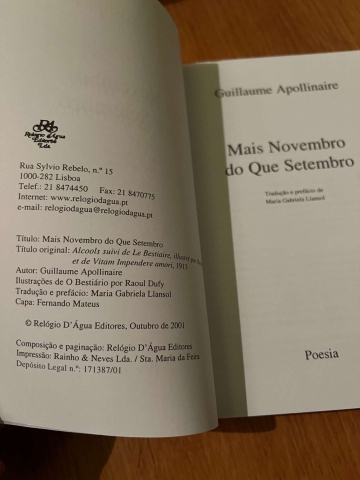 Relógio d'Água
Editores
Lda.
Rua Sylvio Rebelo, n.º 15
1000-282 Lisboa
Telef.: 21 8474450 Fax: 21 8470775
Internet: www.relogiodagua.pt
e-mail: relogiodagua@relogiodagua.pt
Título: Mais Novembro do Que Setembro
Título original: Alcools suivi de Le Bestiaire, illustré par
et de Vitam Impendere amori, 1913
Autor: Guillaume Apollinaire
Ilustrações de O Bestiário por Raoul Dufy
Tradução e prefácio: Maria Gabriela Llansol
Capa: Fernando Mateus
© Relógio D'Água Editores, Outubro de 2001
Composição e paginação: Relógio D'Água Editores
Impressão: Rainho & Neves Lda. / Sta. Maria da Feira
Depósito Legal n.º: 171387/01
Guillaume Apollinaire
Mais Novembro
do Que Setembro
Tradução e prefácio de
Maria Gabriela Llansol
Poesia